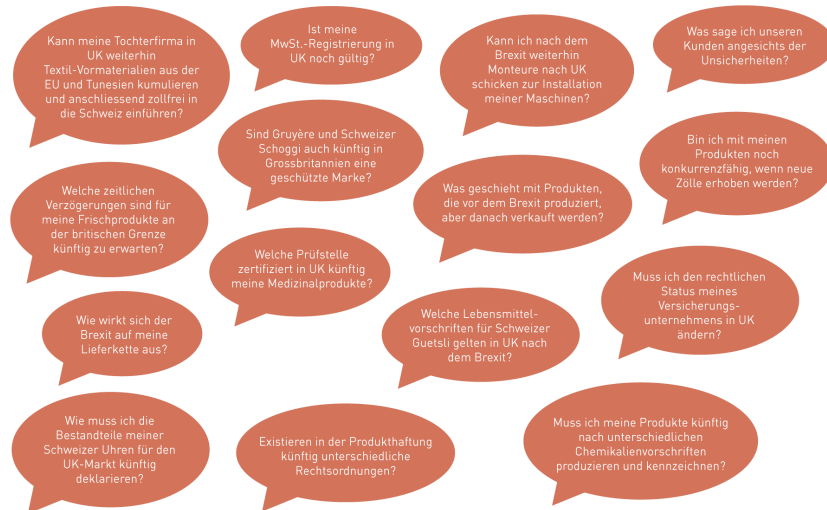 Kann meine Tochterfirma in
UK weiterhin
Textil-Vormaterialien aus der
EU und Tunesien kumulieren
und anschliessend zollfrei in
die Schweiz einführen?
Ist meine
MwSt.-Registrierung in
UK noch gültig?
Kann ich nach dem
Brexit weiterhin
Monteure nach UK
schicken zur Installation
meiner Maschinen?
Was sage ich unseren
Kunden angesichts der
Unsicherheiten?
Sind Gruyère und Schweizer
Schoggi auch künftig in
Grossbritannien eine
geschützte Marke?
Bin ich mit meinen
Produkten noch
konkurrenzfähig, wenn neue
Zölle erhoben werden?
Welche zeitlichen
Verzögerungen sind für
meine Frischprodukte an
der britischen Grenze
künftig zu erwarten?
Was geschieht mit Produkten,
die vor dem Brexit produziert,
aber danach verkauft werden?
Welche Prüfstelle
zertifiziert in UK künftig
meine Medizinalprodukte?
Muss ich den rechtlichen
Status meines
Versicherungs-
unternehmens in UK
ändern?
Wie wirkt sich der
Brexit auf meine
Lieferkette aus?
Welche Lebensmittel-
vorschriften für Schweizer
Guetsli gelten in UK nach
dem Brexit?
Wie muss ich die
Bestandteile meiner
Schweizer Uhren für den
UK-Markt künftig
deklarieren?
Existieren in der Produkthaftung
künftig unterschiedliche
Rechtsordnungen?
Muss ich meine Produkte künftig
nach unterschiedlichen
Chemikalienvorschriften
produzieren und kennzeichnen?